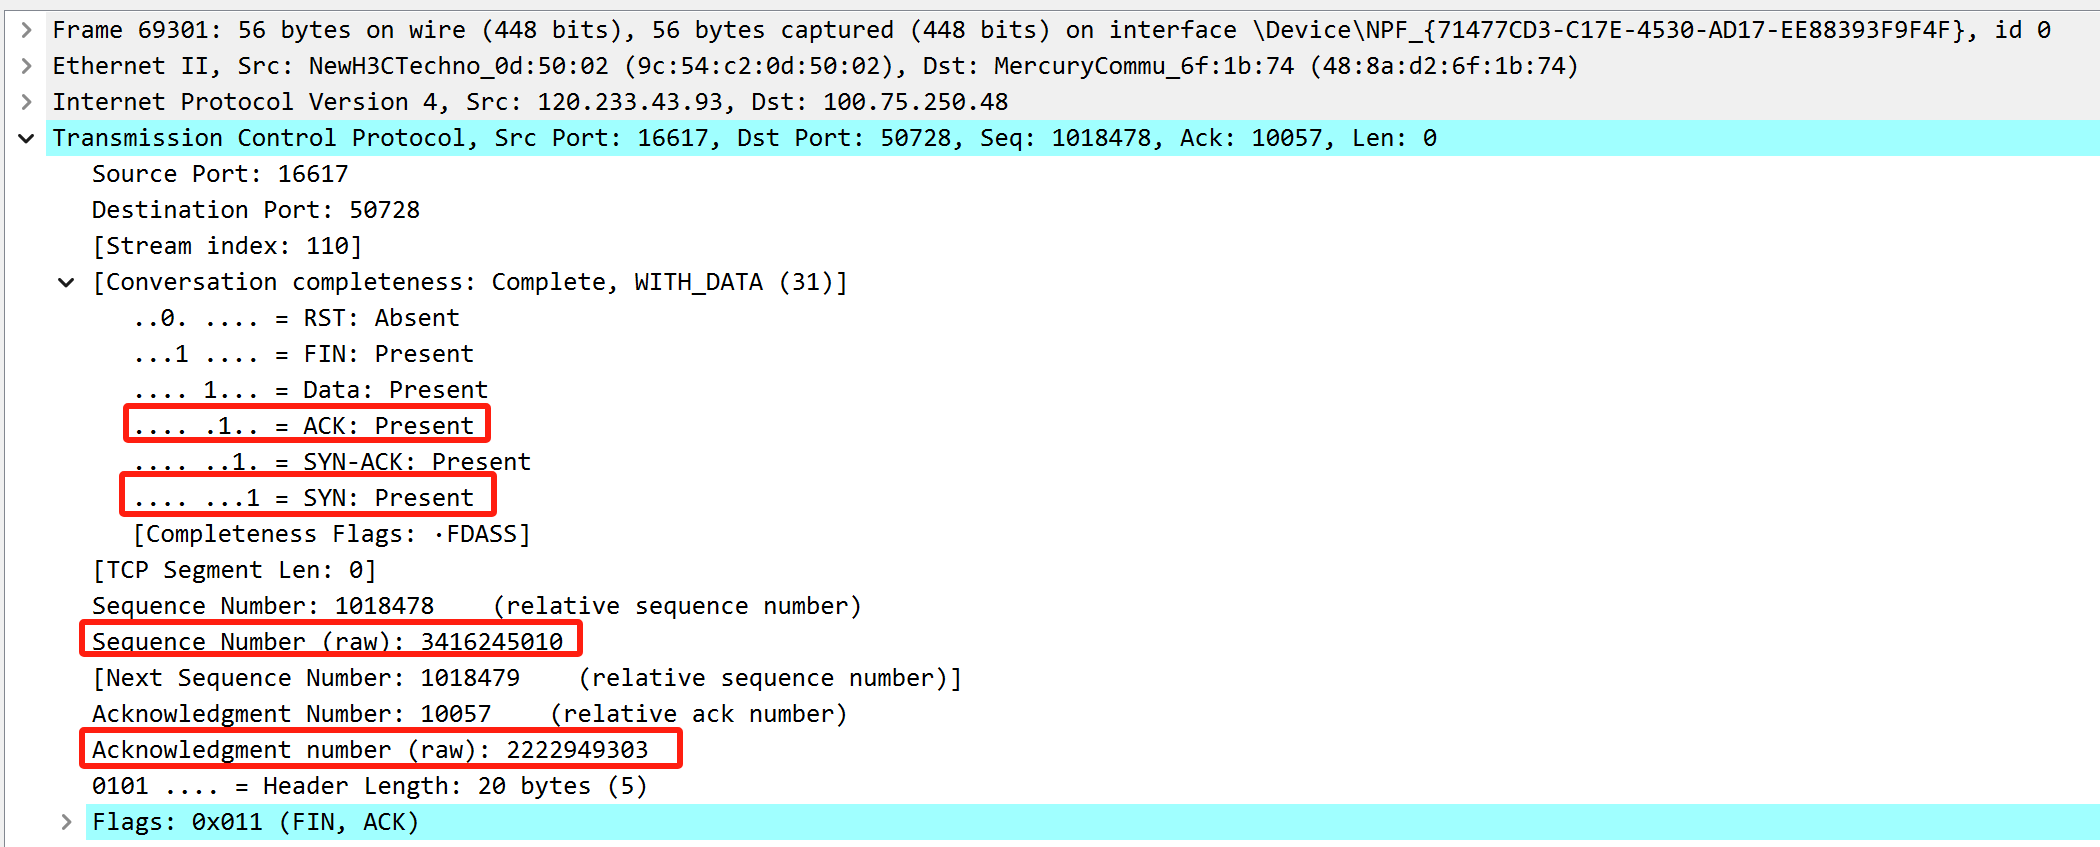 Frame 69301: 56 bytes on wire (448 bits), 56 bytes captured (448 bits) on interface \Device\NPF_{71477CD3-C17E-4530-AD17-EE88393F9F4F}, id 0
Ethernet II, Src: NewH3CTechno_0d:50:02 (9c:54:c2:0d:50:02), Dst: MercuryCommu_6f:1b:74 (48:8a:d2:6f:1b:74)
Internet Protocol Version 4, Src: 120.233.43.93, Dst: 100.75.250.48
Transmission Control Protocol, Src Port: 16617, Dst Port: 50728, Seq: 1018478, Ack: 10057, Len: 0
Source Port: 16617
Destination Port: 50728
[Stream index: 110]
[Conversation completeness: Complete, WITH_DATA (31)]
..0. .... = RST: Absent
...1 .... = FIN: Present
.... 1... = Data: Present
.... .1.. = ACK: Present
.... ..1. = SYN-ACK: Present
.... ...1 = SYN: Present
[Completeness Flags: ·FDASS]
[TCP Segment Len: 0]
Sequence Number: 1018478    (relative sequence number)
Sequence Number (raw): 3416245010
[Next Sequence Number: 1018479    (relative sequence number)]
Acknowledgment Number: 10057    (relative ack number)
Acknowledgment number (raw): 2222949303
0101 .... = Header Length: 20 bytes (5)
Flags: 0x011 (FIN, ACK)